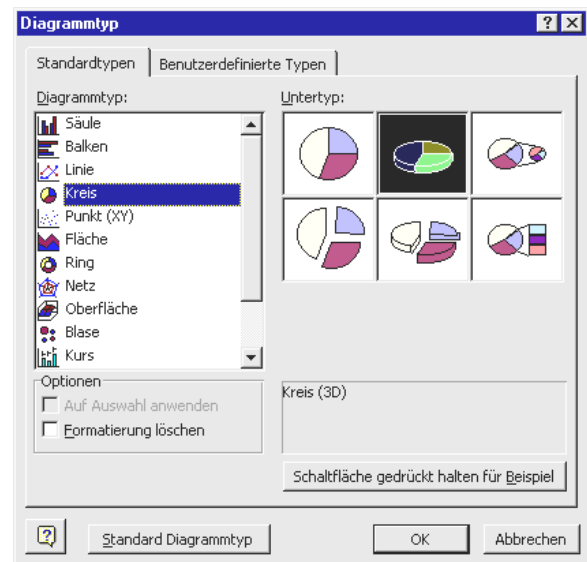 Diagrammtyp
Standardtypen
Benutzerdefinierte Typen
Diagrammtyp:
Säule
Balken
Linie
Kreis
Punkt (XY)
Fläche
Ring
Netz
Oberfläche
Blase
Kurs
Untertyp:
Optionen
Auf Auswahl anwenden
Formatierung löschen
Kreis (3D)
Schaltfläche gedrückt halten für Beispiel
Standard Diagrammtyp
OK
Abbrechen